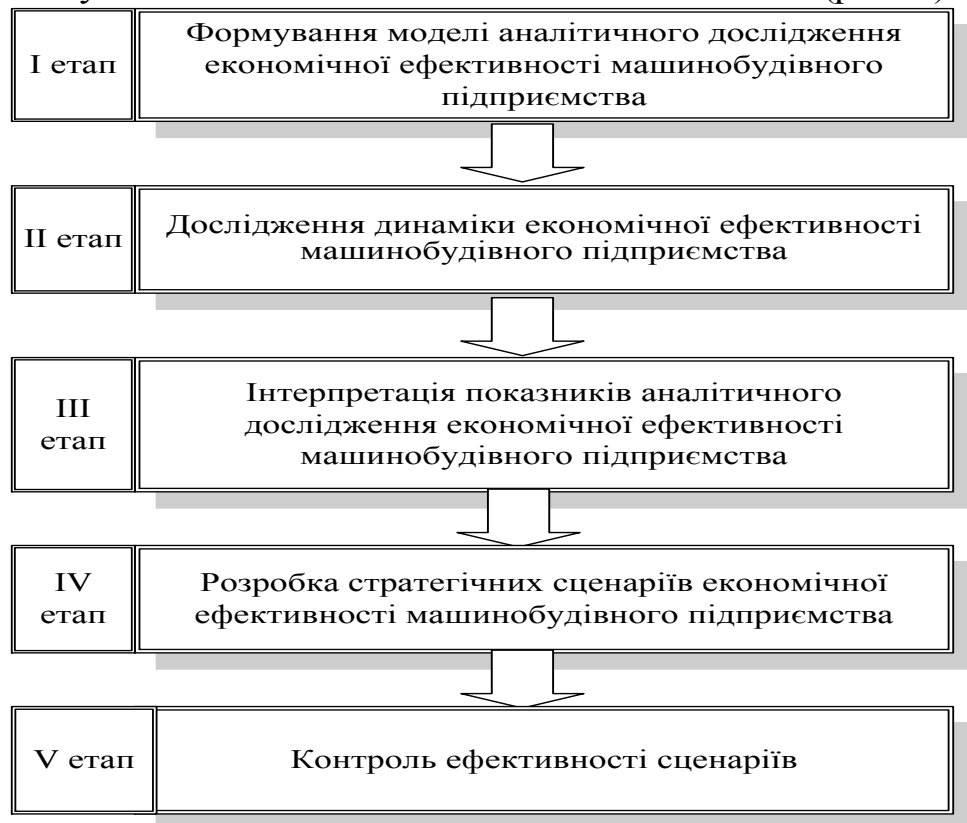 І етап
Формування моделі аналітичного дослідження
економічної ефективності машинобудівного
підприємства
ІІ етап
Дослідження динаміки економічної ефективності
машинобудівного підприємства
ІІІ
етап
Інтерпретація показників аналітичного
дослідження економічної ефективності
машинобудівного підприємства
IV
етап
Розробка стратегічних сценаріїв економічної
ефективності машинобудівного підприємства
V етап
Контроль ефективності сценаріїв